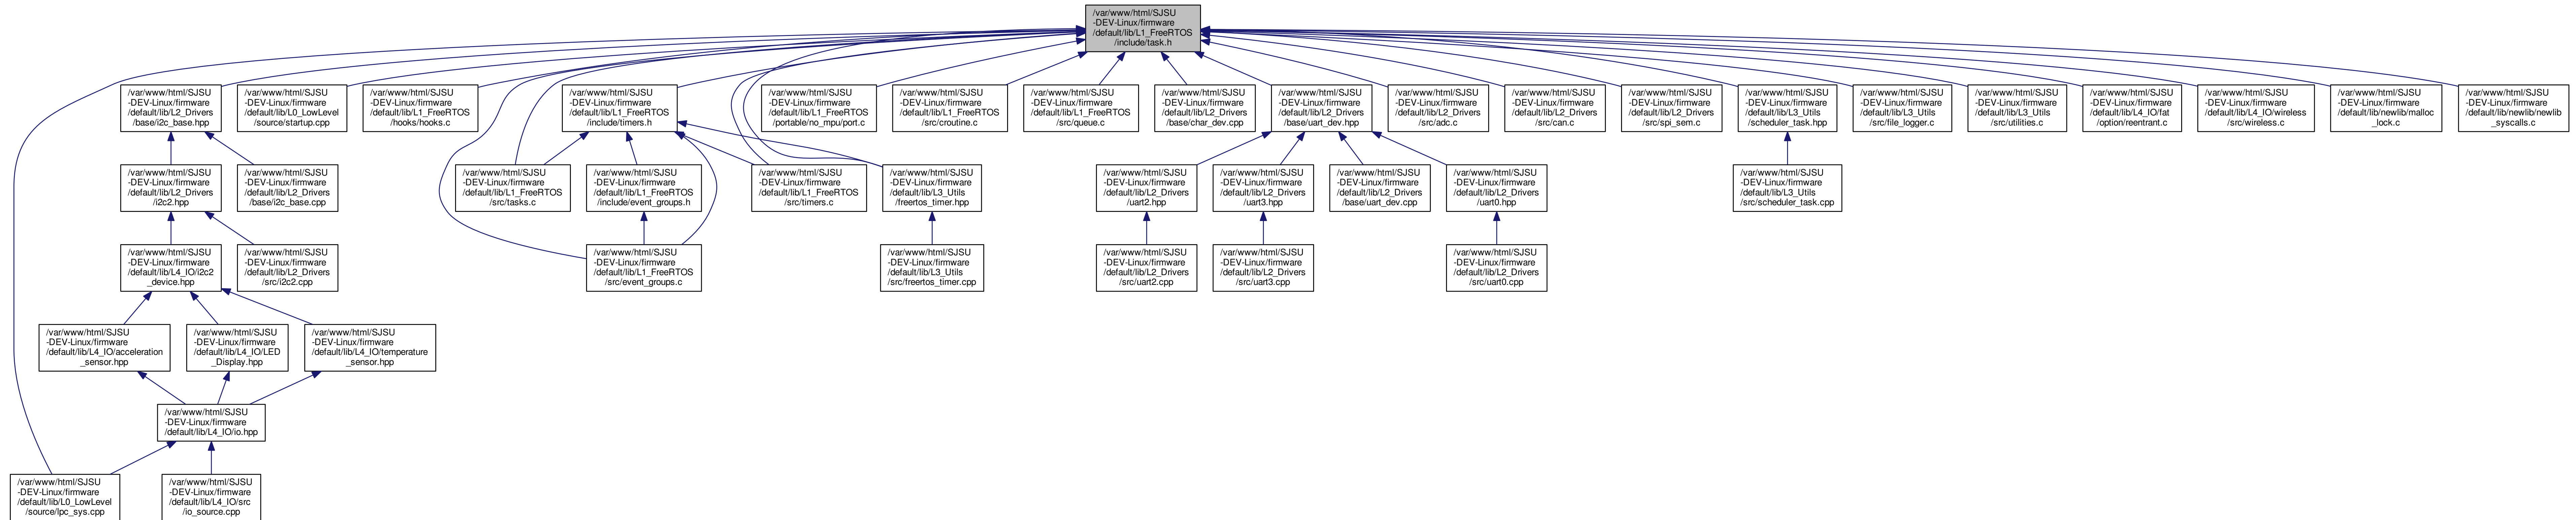 /var/www/html/SJSU
-DEV-Linux/firmware
/default/lib/L1_FreeRTOS
/include/task.h
/var/www/html/SJSU
-DEV-Linux/firmware
/default/lib/L2_Drivers
/base/i2c_base.hpp
/var/www/html/SJSU
-DEV-Linux/firmware
/default/lib/L0_LowLevel
/source/startup.cpp
/var/www/html/SJSU
-DEV-Linux/firmware
/default/lib/L1_FreeRTOS
/hooks/hooks.c
/var/www/html/SJSU
-DEV-Linux/firmware
/default/lib/L1_FreeRTOS
/include/timers.h
/var/www/html/SJSU
-DEV-Linux/firmware
/default/lib/L1_FreeRTOS
/portable/no_mpu/port.c
/var/www/html/SJSU
-DEV-Linux/firmware
/default/lib/L1_FreeRTOS
/src/croutine.c
/var/www/html/SJSU
-DEV-Linux/firmware
/default/lib/L1_FreeRTOS
/src/queue.c
/var/www/html/SJSU
-DEV-Linux/firmware
/default/lib/L2_Drivers
/base/char_dev.cpp
/var/www/html/SJSU
-DEV-Linux/firmware
/default/lib/L2_Drivers
/base/uart_dev.hpp
/var/www/html/SJSU
-DEV-Linux/firmware
/default/lib/L2_Drivers
/src/adc.c
/var/www/html/SJSU
-DEV-Linux/firmware
/default/lib/L2_Drivers
/src/can.c
/var/www/html/SJSU
-DEV-Linux/firmware
/default/lib/L2_Drivers
/src/spi_sem.c
/var/www/html/SJSU
-DEV-Linux/firmware
/default/lib/L3_Utils
/scheduler_task.hpp
/var/www/html/SJSU
-DEV-Linux/firmware
/default/lib/L3_Utils
/src/file_logger.c
/var/www/html/SJSU
-DEV-Linux/firmware
/default/lib/L3_Utils
/src/utilities.c
/var/www/html/SJSU
-DEV-Linux/firmware
/default/lib/L4_IO/fat
/option/reentrant.c
/var/www/html/SJSU
-DEV-Linux/firmware
/default/lib/L4_IO/wireless
/src/wireless.c
/var/www/html/SJSU
-DEV-Linux/firmware
/default/lib/newlib/malloc
_lock.c
/var/www/html/SJSU
-DEV-Linux/firmware
/default/lib/newlib/newlib
_syscalls.c
/var/www/html/SJSU
-DEV-Linux/firmware
/default/lib/L2_Drivers
/i2c2.hpp
/var/www/html/SJSU
-DEV-Linux/firmware
/default/lib/L2_Drivers
/base/i2c_base.cpp
/var/www/html/SJSU
-DEV-Linux/firmware
/default/lib/L1_FreeRTOS
/src/tasks.c
/var/www/html/SJSU
-DEV-Linux/firmware
/default/lib/L1_FreeRTOS
/include/event_groups.h
/var/www/html/SJSU
-DEV-Linux/firmware
/default/lib/L1_FreeRTOS
/src/timers.c
/var/www/html/SJSU
-DEV-Linux/firmware
/default/lib/L3_Utils
/freertos_timer.hpp
/var/www/html/SJSU
-DEV-Linux/firmware
/default/lib/L2_Drivers
/uart2.hpp
/var/www/html/SJSU
-DEV-Linux/firmware
/default/lib/L2_Drivers
/uart3.hpp
/var/www/html/SJSU
-DEV-Linux/firmware
/default/lib/L2_Drivers
/base/uart_dev.cpp
/var/www/html/SJSU
-DEV-Linux/firmware
/default/lib/L2_Drivers
/uart0.hpp
/var/www/html/SJSU
-DEV-Linux/firmware
/default/lib/L3_Utils
/src/scheduler_task.cpp
/var/www/html/SJSU
-DEV-Linux/firmware
/default/lib/L4_IO/i2c2
_device.hpp
/var/www/html/SJSU
-DEV-Linux/firmware
/default/lib/L2_Drivers
/src/i2c2.cpp
/var/www/html/SJSU
-DEV-Linux/firmware
/default/lib/L1_FreeRTOS
/src/event_groups.c
/var/www/html/SJSU
-DEV-Linux/firmware
/default/lib/L3_Utils
/src/freertos_timer.cpp
/var/www/html/SJSU
-DEV-Linux/firmware
/default/lib/L2_Drivers
/src/uart2.cpp
/var/www/html/SJSU
-DEV-Linux/firmware
/default/lib/L2_Drivers
/src/uart3.cpp
/var/www/html/SJSU
-DEV-Linux/firmware
/default/lib/L2_Drivers
/src/uart0.cpp
/var/www/html/SJSU
-DEV-Linux/firmware
/default/lib/L4_IO/acceleration
_sensor.hpp
/var/www/html/SJSU
-DEV-Linux/firmware
/default/lib/L4_IO/LED
_Display.hpp
/var/www/html/SJSU
-DEV-Linux/firmware
/default/lib/L4_IO/temperature
_sensor.hpp
/var/www/html/SJSU
-DEV-Linux/firmware
/default/lib/L4_IO/io.hpp
/var/www/html/SJSU
-DEV-Linux/firmware
/default/lib/L0_LowLevel
/source/lpc_sys.cpp
/var/www/html/SJSU
-DEV-Linux/firmware
/default/lib/L4_IO/src
/io_source.cpp